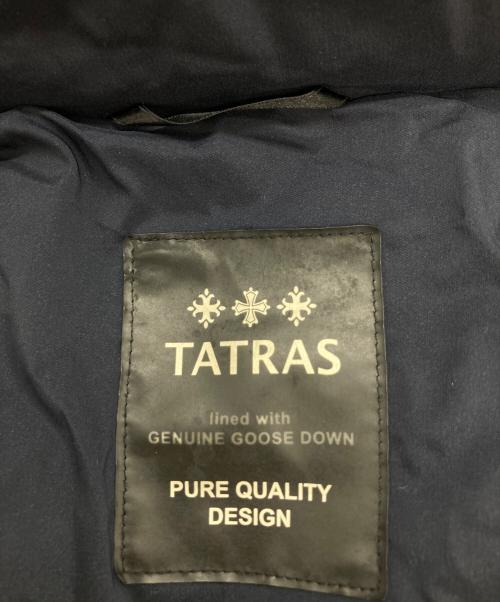 TATRAS
lined with
GENUINE GOOSE DOWN
PURE QUALITY
DESIGN